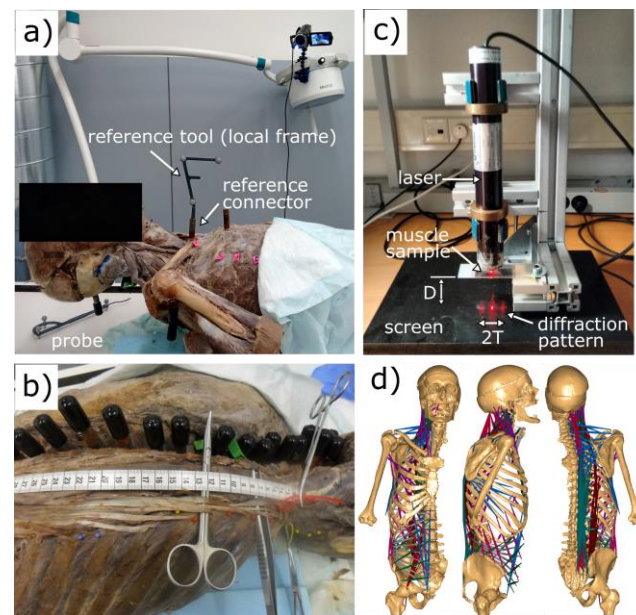 a)
reference tool (local frame)
reference
connector
probe
b)
c)
laser
muscle
sample
D
screen
2T
diffraction
pattern
d)